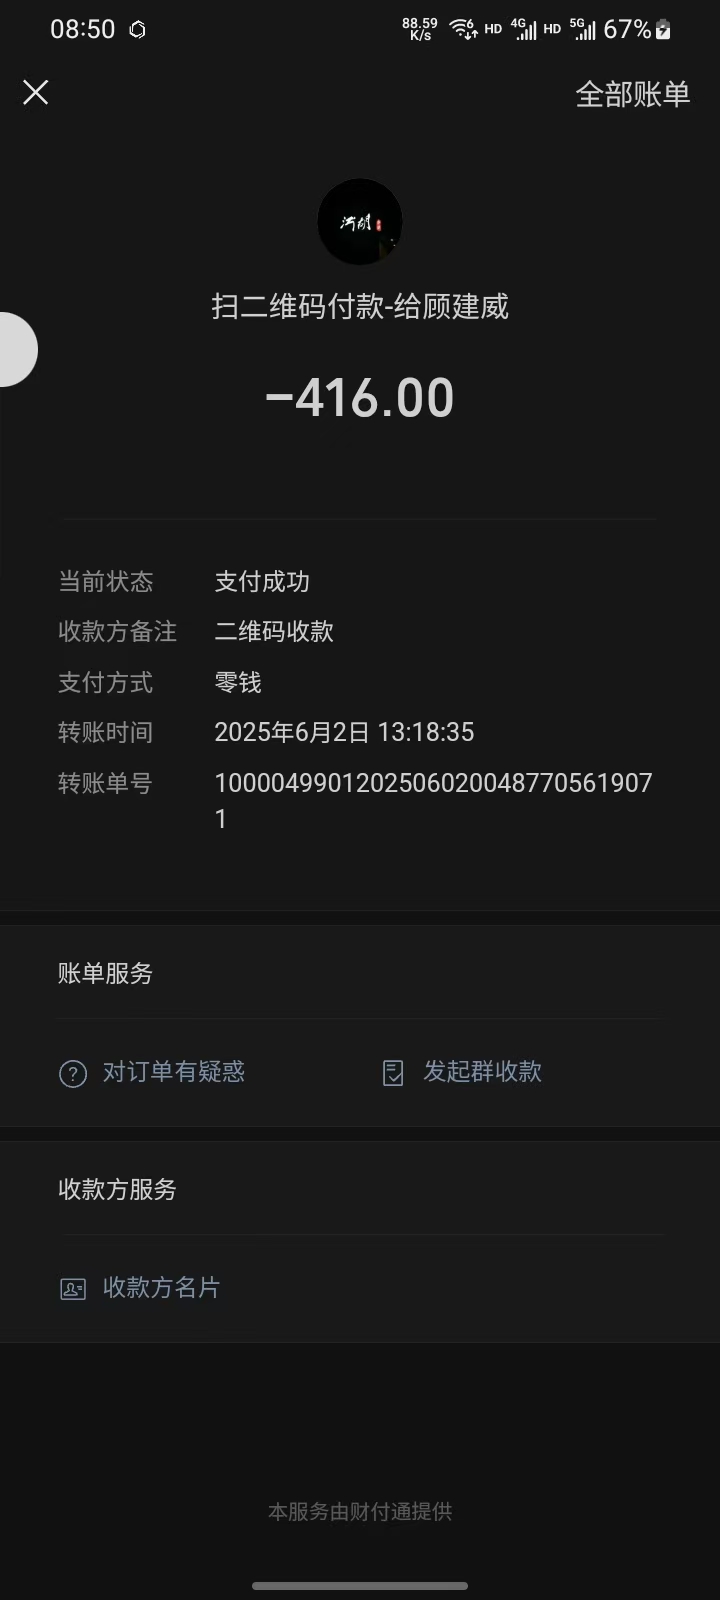 08:50 88.59 K/s 6 HD 4G HD 5G 67%
全部账单
扫二维码付款-给顾建威
-416.00
当前状态 支付成功
收款方备注 二维码收款
支付方式 零钱
转账时间 2025年6月2日 13:18:35
转账单号 100004990120250602004877056 1907
1
账单服务
对订单有疑惑 发起群收款
收款方服务
收款方名片
本服务由财付通提供